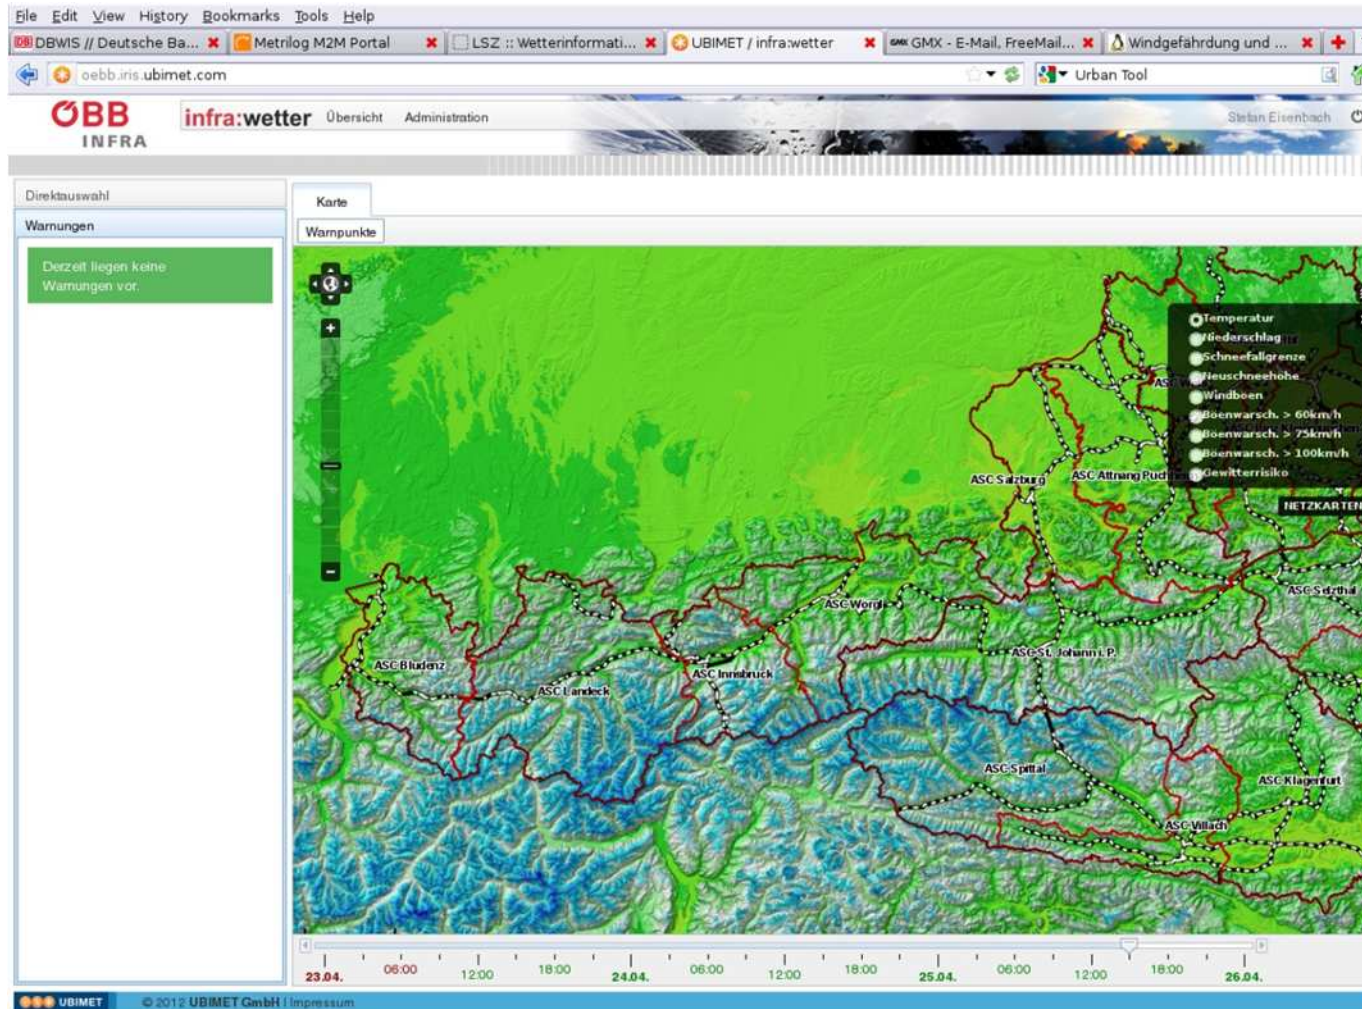 File Edit View History Bookmarks Tools Help
DB DBWIS // Deutsche Ba... Metrilog M2M Portal LSZ :: Wetterinformati... UBIMET / infra:wetter GMX GMX - E-Mail, FreeMail... Windgefährdung und ...
oebb.iris.ubimet.com Urban Tool
ÖBB
INFRA
infra:wetter Übersicht Administration Stefan Eisenbach
Direktauswahl
Karte
Warnungen
Warnpunkte
Derzeit liegen keine
Warnungen vor.
Temperatur
Niederschlag
Schneefallgrenze
Neuschneehöhe
Windböen
Böenwarsch. > 60km/h
Böenwarsch. > 75km/h
Böenwarsch. > 100km/h
Gewitterrisiko
ASC Salzburg
ASC Attnang
NETZKARTEN
ASC Selzthal
ASC Wörgl
ASC St. Johann i. P.
ASC Bludenz
ASC Innsbruck
ASC Landeck
ASC Spittal
ASC Klagenfurt
ASC Villach
23.04. 06:00 12:00 18:00 24.04. 06:00 12:00 18:00 25.04. 06:00 12:00 18:00 26.04.
UBIMET © 2012 UBIMET GmbH | Impressum